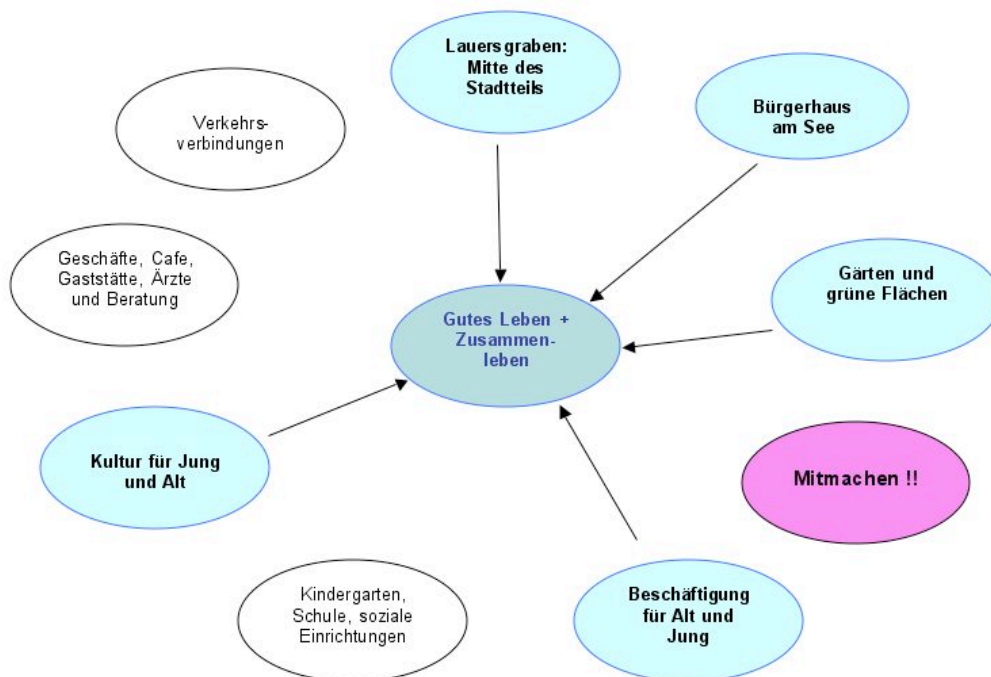 Lauersgraben:
Mitte des
Stadtteils
Bürgerhaus
am See
Verkehrs-
verbindungen
Geschäfte, Cafe,
Gaststätte, Ärzte
und Beratung
Gärten und
grüne Flächen
Gutes Leben +
Zusammen-
leben
Kultur für Jung
und Alt
Mitmachen !!
Kindergarten,
Schule, soziale
Einrichtungen
Beschäftigung
für Alt und
Jung